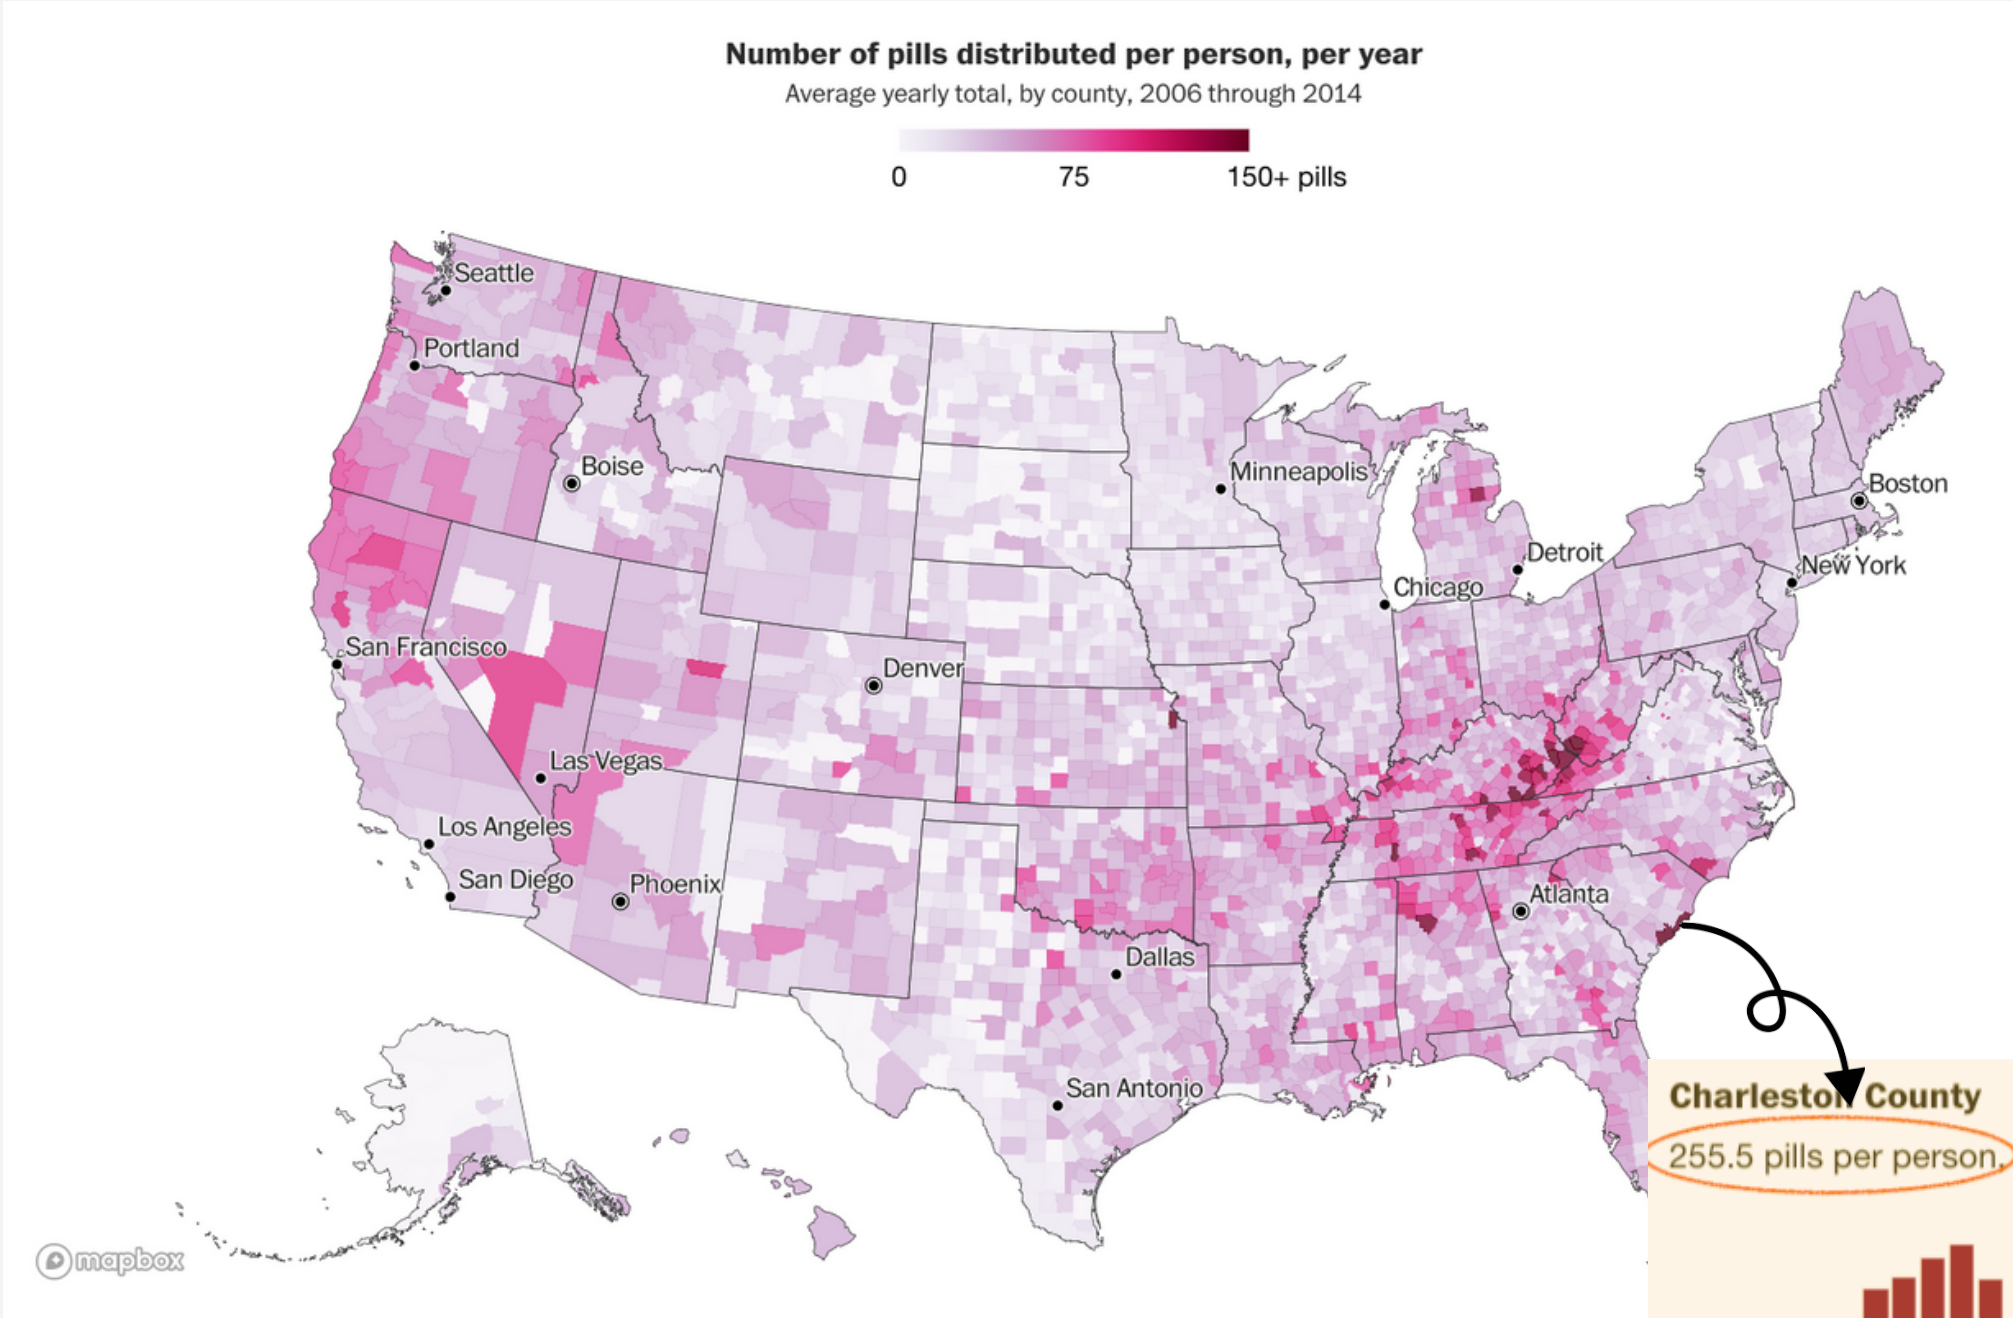 Number of pills distributed per person, per year
Average yearly total, by county, 2006 through 2014
0 75 150+ pills
Seattle
Portland
Boise
Minneapolis
Boston
Detroit
New York
Chicago
San Francisco
Denver
Las Vegas
Los Angeles
San Diego
Phoenix
Atlanta
Dallas
San Antonio
Charleston County
255.5 pills per person.
mapbox